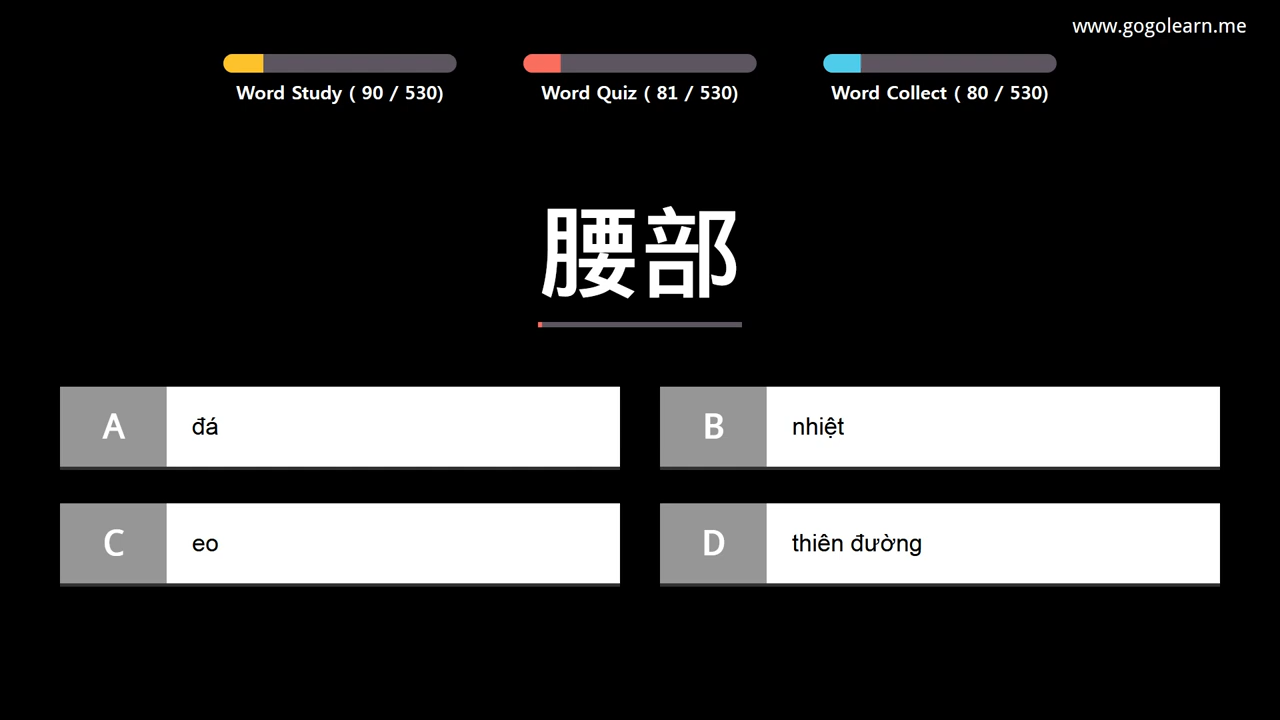 www.gogolearn.me
Word Study ( 90 / 530)
Word Quiz ( 81 / 530)
Word Collect ( 80 / 530)
腰部
A đá
B nhiệt
C eo
D thiên đường